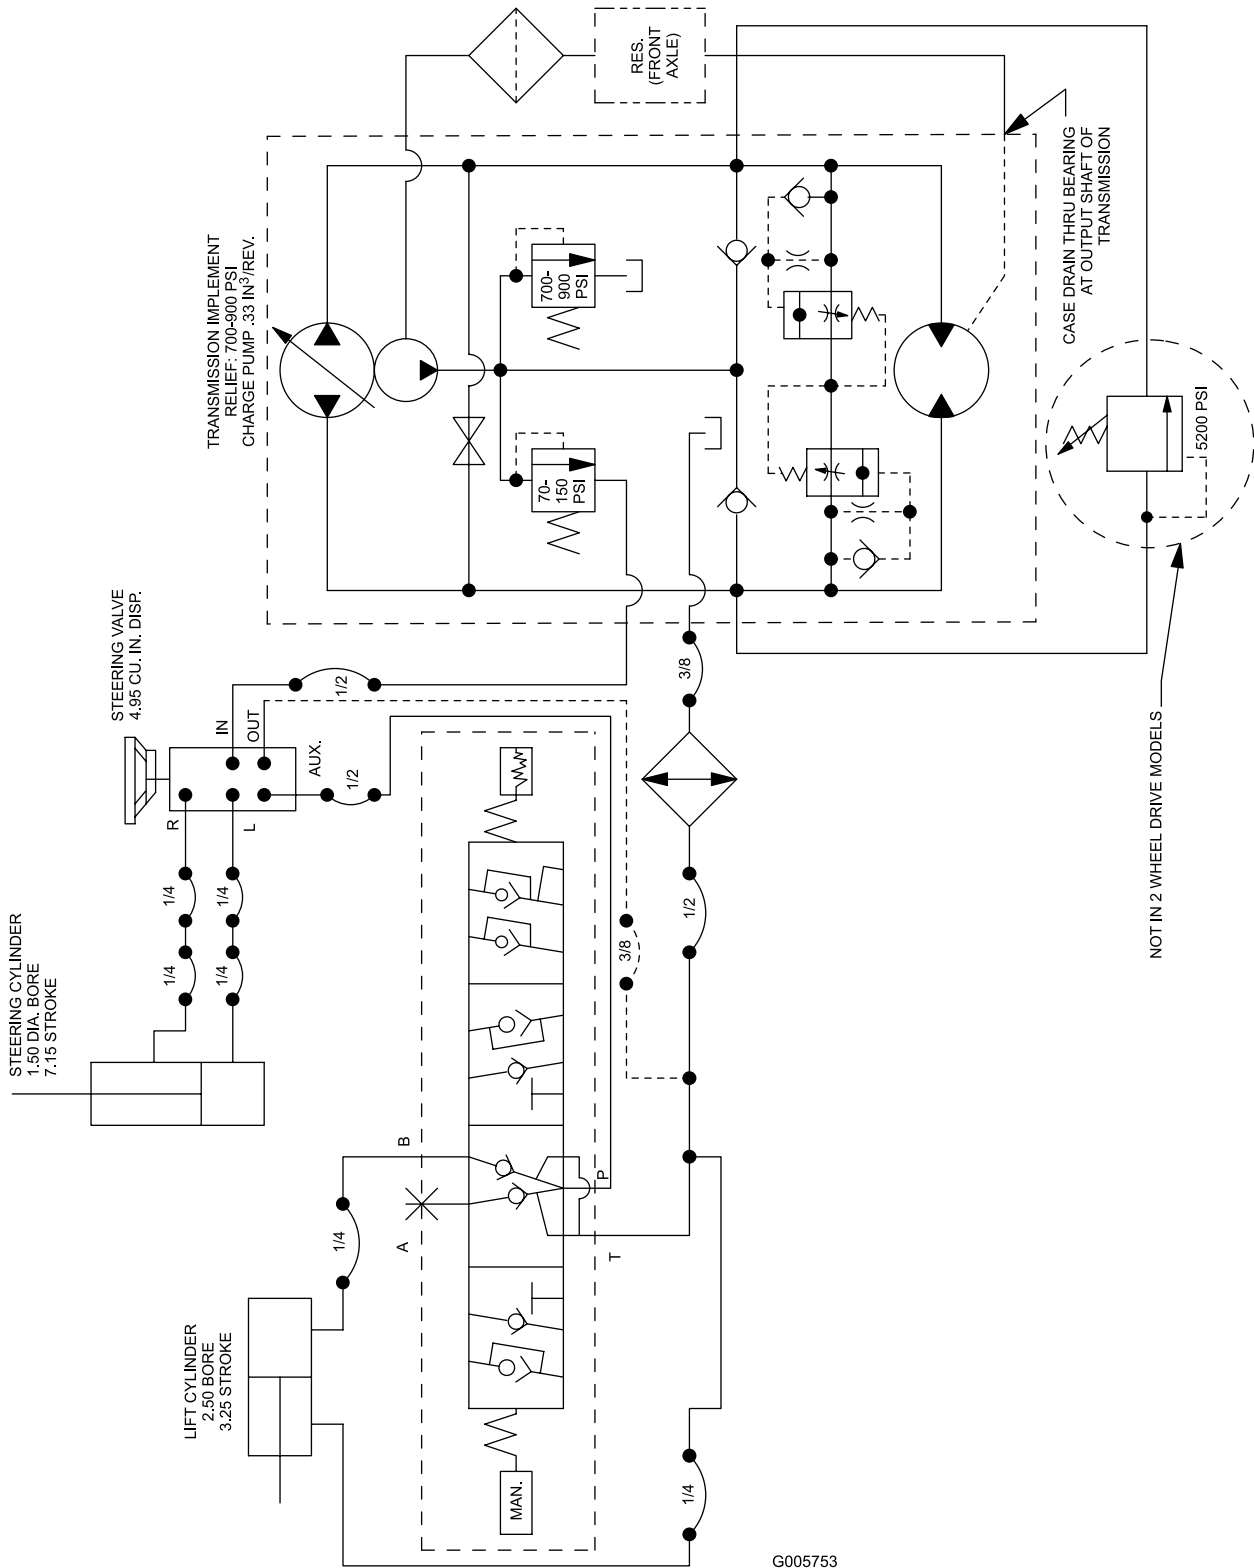 STEERING CYLINDER
1.50 DIA. BORE
7.15 STROKE
STEERING VALVE
4.95 CU. IN. DISP.
TRANSMISSION IMPLEMENT
RELIEF: 700-900 PSI
CHARGE PUMP .33 IN³/REV.
RES.
(FRONT
AXLE)
LIFT CYLINDER
2.50 BORE
3.25 STROKE
R
L
IN
OUT
AUX.
1/4
1/4
1/4
1/4
1/2
1/2
1/4
A
B
T
P
MAN.
3/8
1/2
3/8
1/4
70-
150
PSI
700-
900
PSI
CASE DRAIN THRU BEARING
AT OUTPUT SHAFT OF
TRANSMISSION
5200 PSI
NOT IN 2 WHEEL DRIVE MODELS
G005753